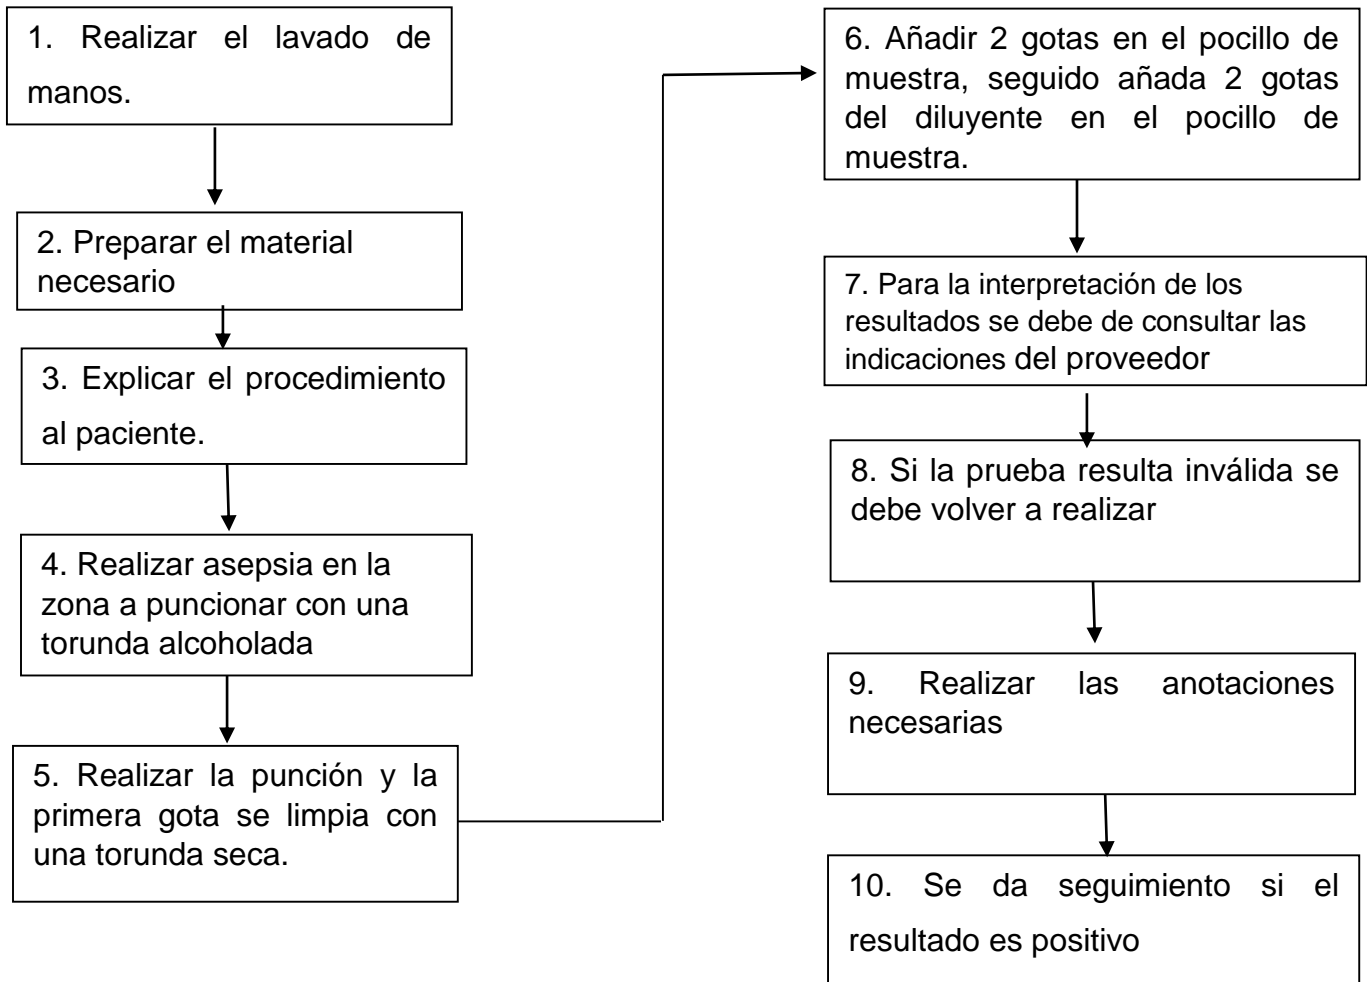 1. Realizar el lavado de
manos.
2. Preparar el material
necesario
3. Explicar el procedimiento
al paciente.
4. Realizar asepsia en la
zona a puncionar con una
torunda alcoholada
5. Realizar la punción y la
primera gota se limpia con
una torunda seca.
6. Añadir 2 gotas en el pocillo de
muestra, seguido añada 2 gotas
del diluyente en el pocillo de
muestra.
7. Para la interpretación de los
resultados se debe de consultar las
indicaciones del proveedor
8. Si la prueba resulta inválida se
debe volver a realizar
9. Realizar las anotaciones
necesarias
10. Se da seguimiento si el
resultado es positivo